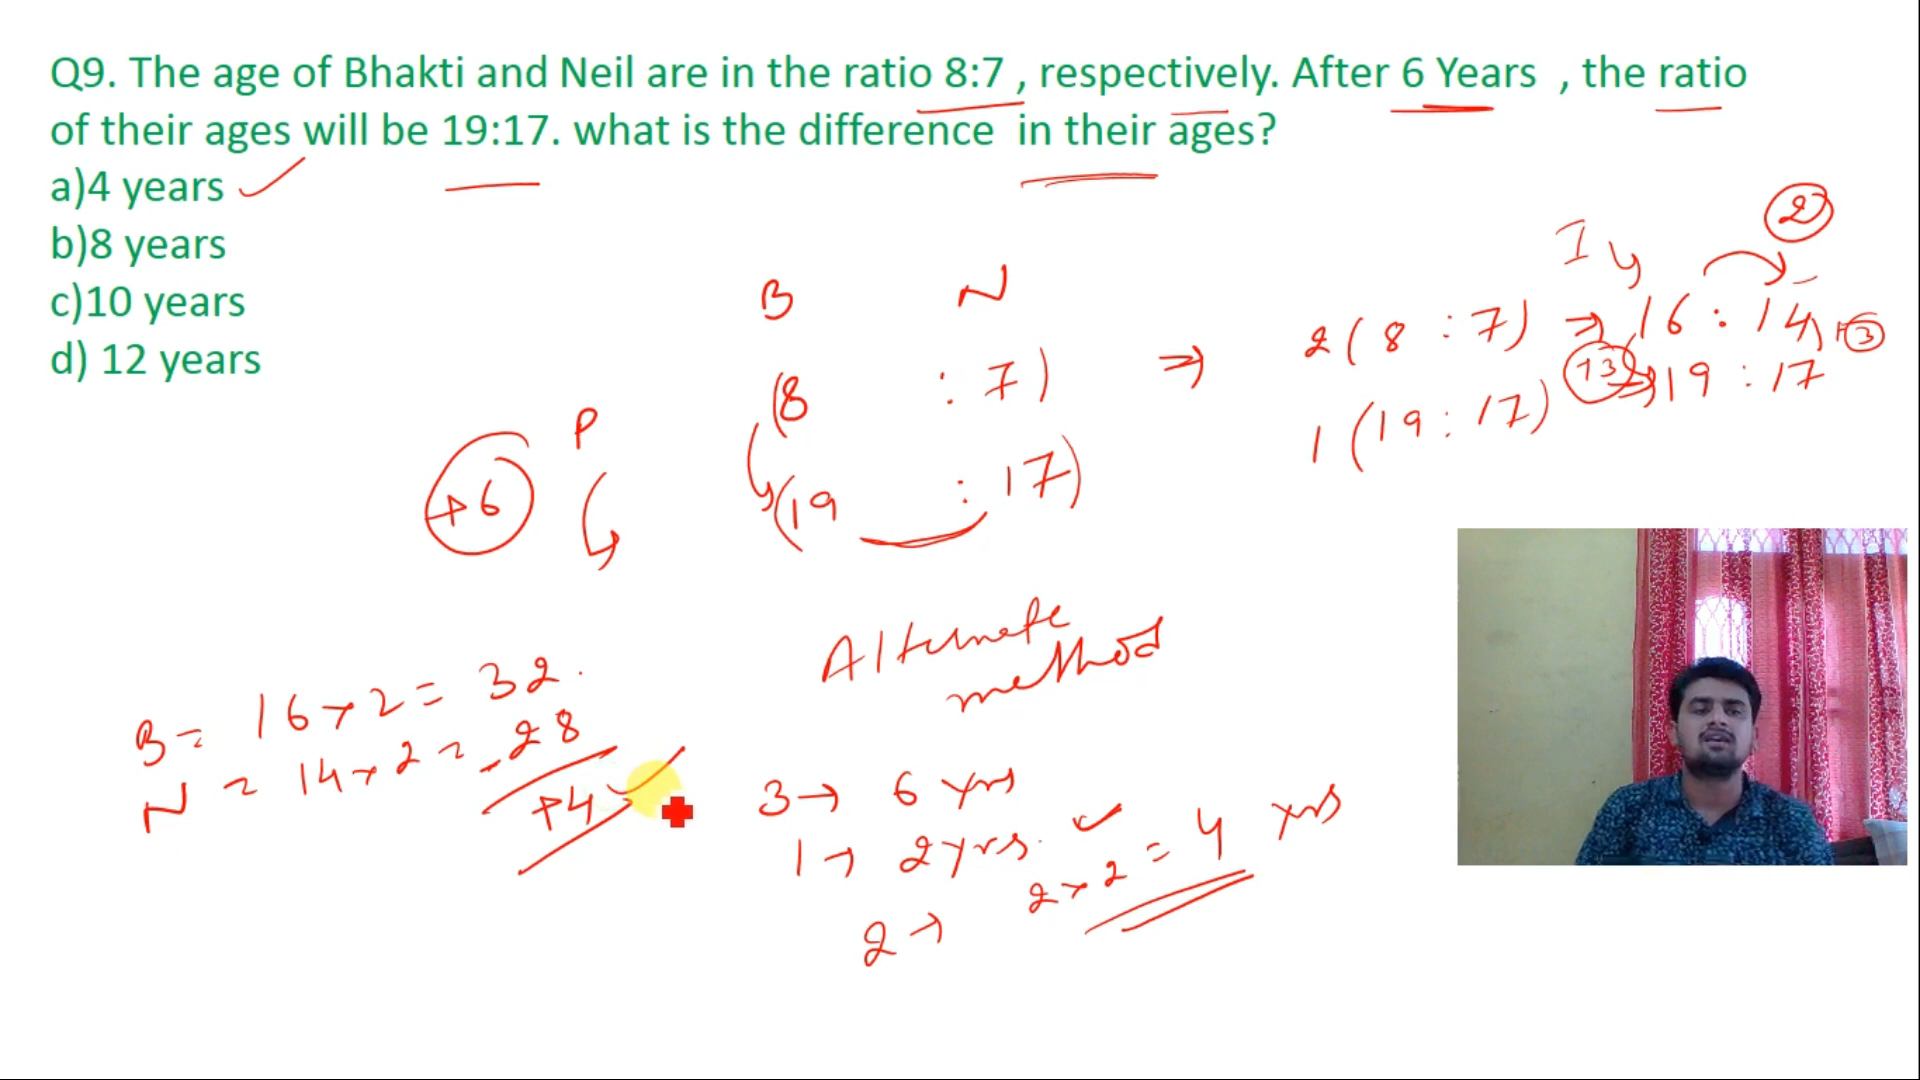 Q9. The age of Bhakti and Neil are in the ratio 8:7 , respectively. After 6 Years , the ratio
of their ages will be 19:17. what is the difference in their ages?
a)4 years
b)8 years
c)10 years
d) 12 years
B N
(8 : 7)
(19 : 17)
P
+6
⇒
2(8 : 7) ⇒ 16 : 14
1(19 : 17) ⇒ 19 : 17
+3
+3
2
Alternate
method
B = 16 × 2 = 32
N = 14 × 2 = 28
+4
3 → 6 yrs
1 → 2 yrs.
2 → 2 × 2 = 4 yrs